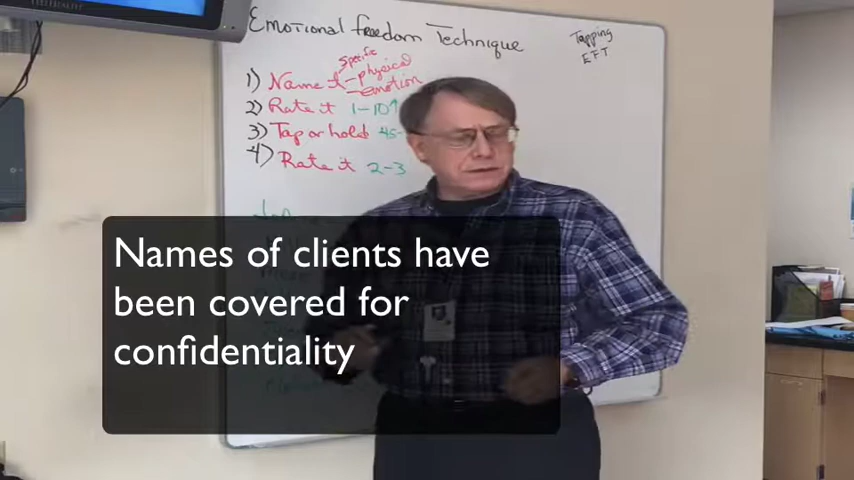 Emotional freedom Technique
Tapping
EFT
specific
1) Name it - physical
- emotion
2) Rate it 1-10
3) Tap or hold 45-
4) Rate it 2-3
Names of clients have
been covered for
confidentiality